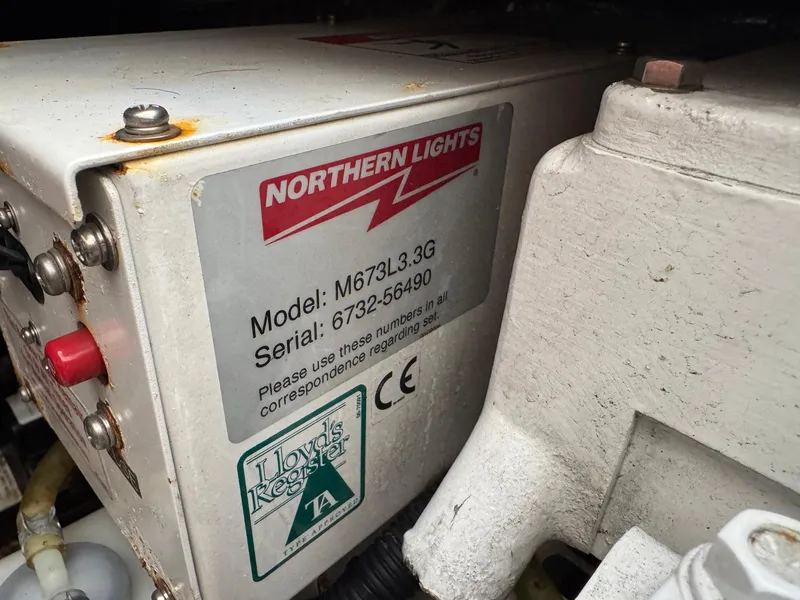 NORTHERN LIGHTS
Model: M673L3.3G
Serial: 6732-56490
Please use these numbers in all
correspondence regarding set.
CE
Lloyd's
Register
TA
TYPE APPROVED